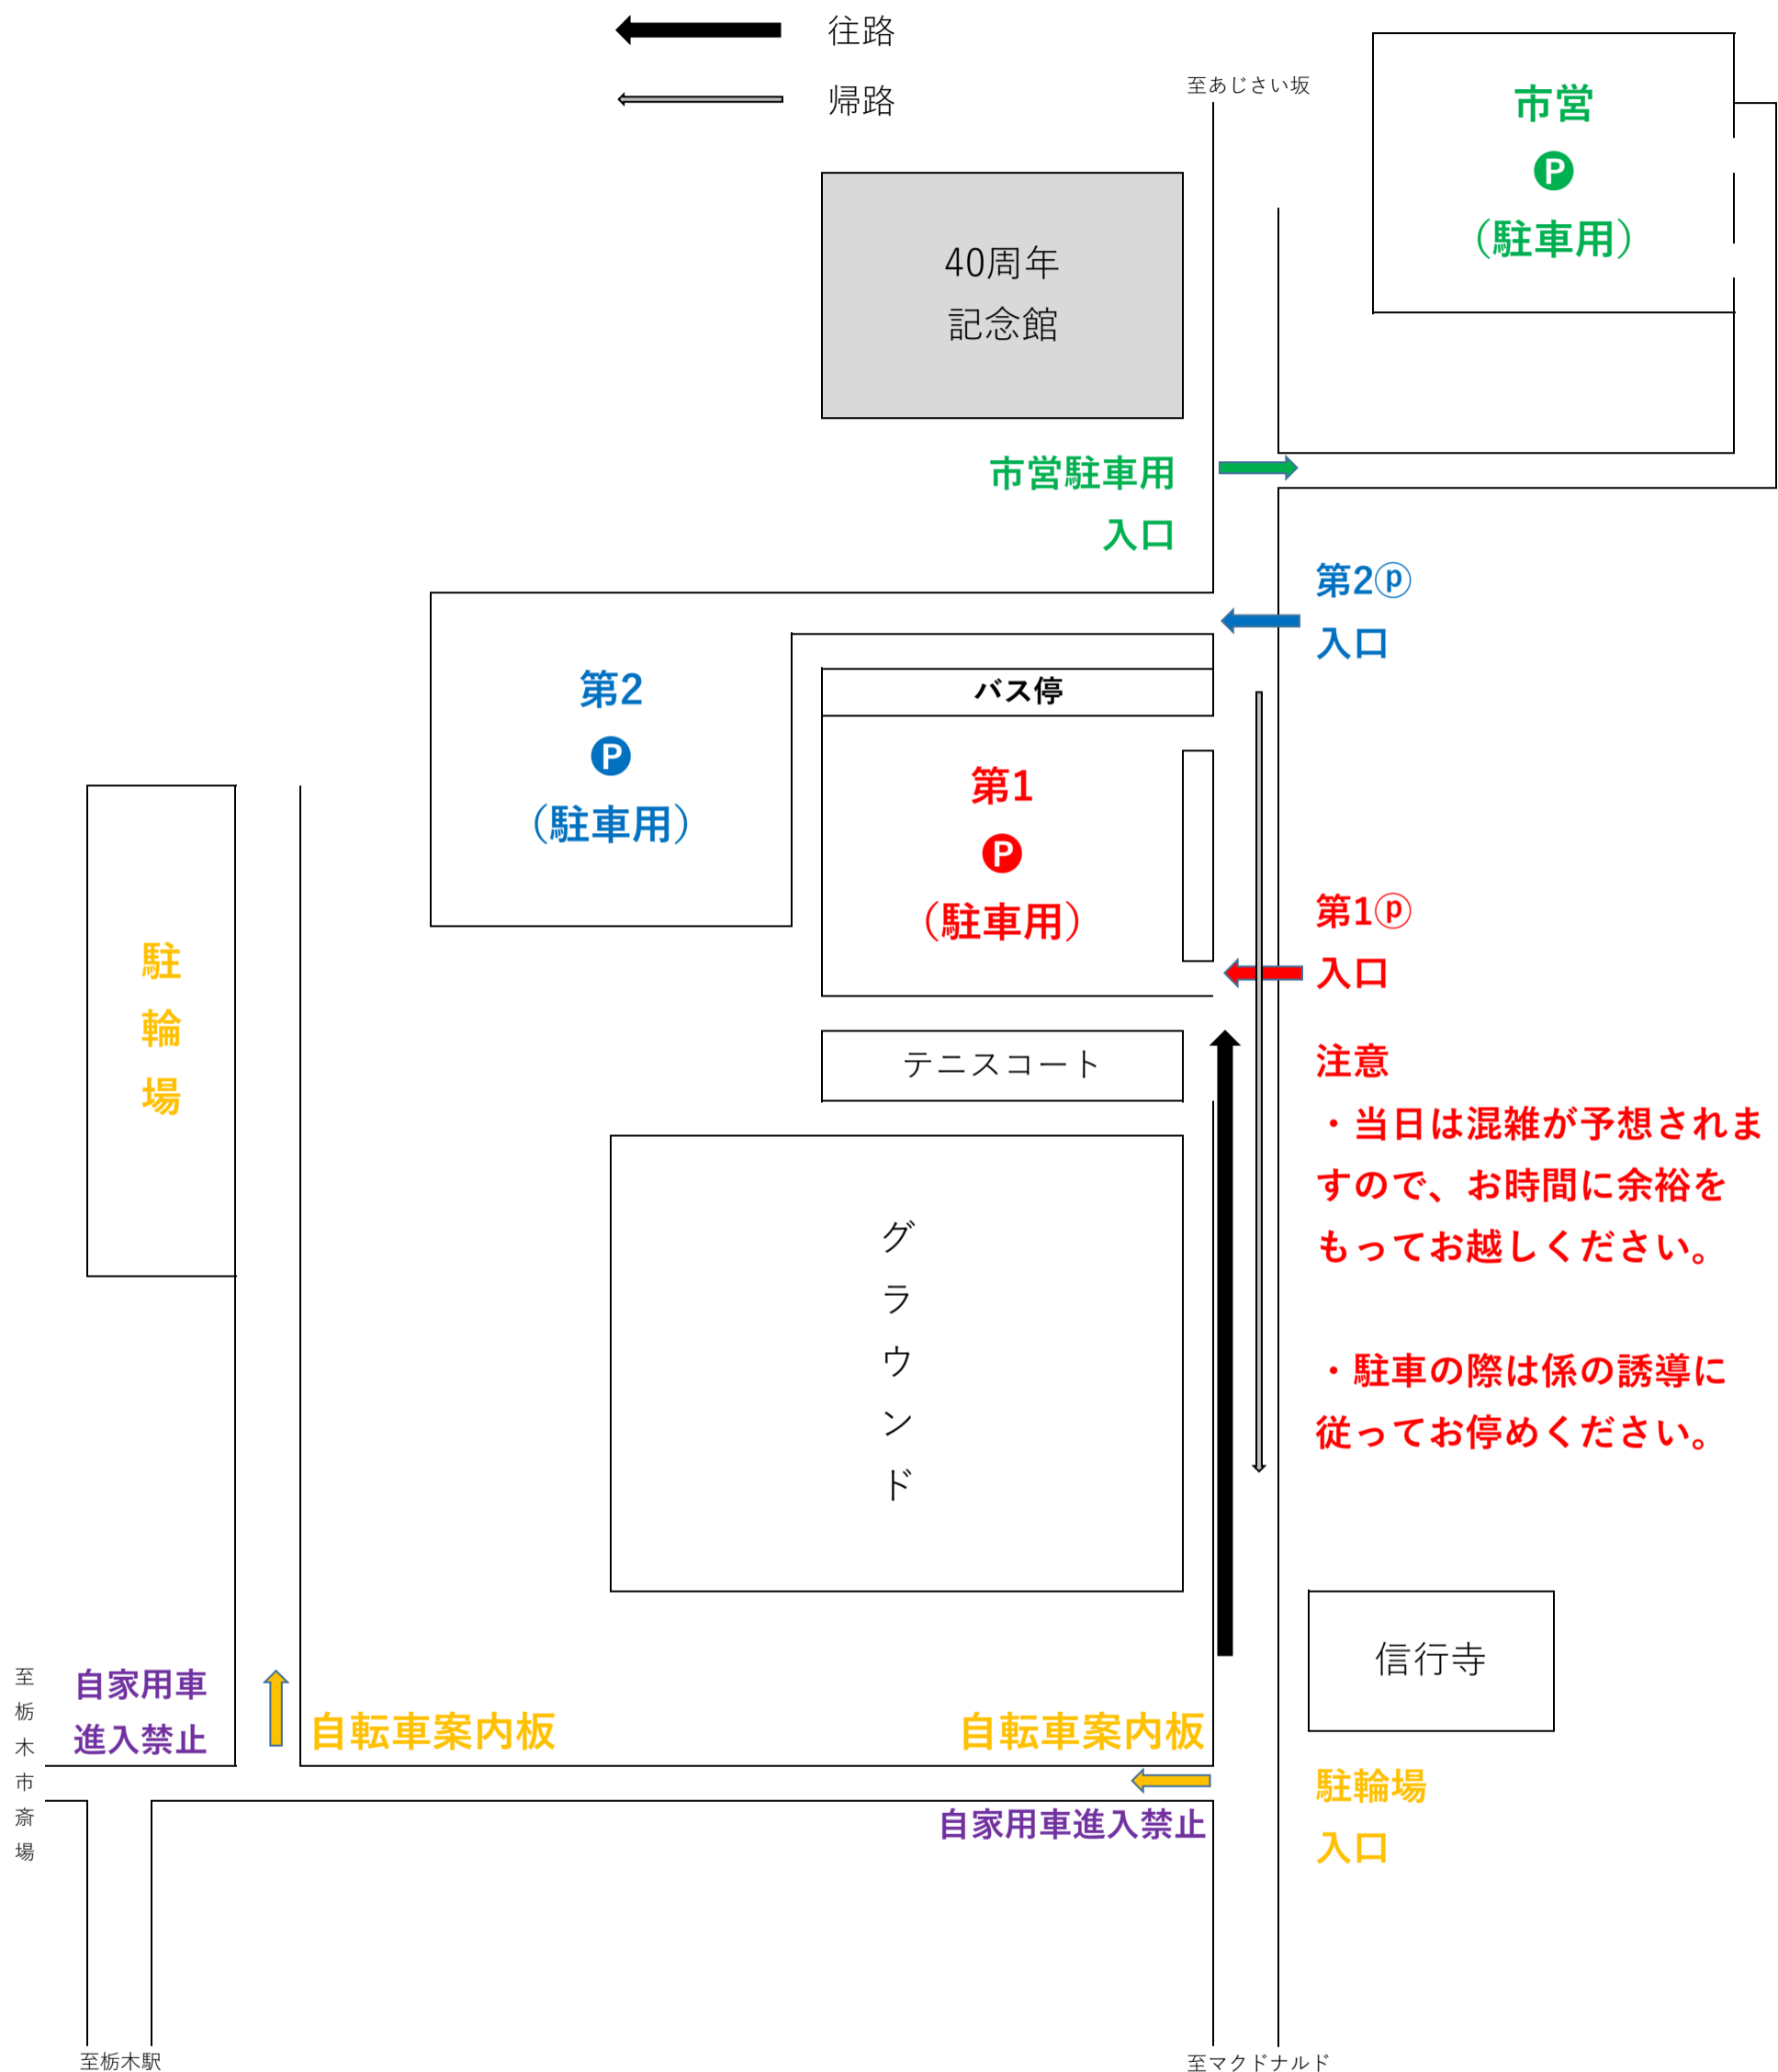 往路
帰路
至あじさい坂
市営
P
（駐車用）
40周年
記念館
市営駐車用
入口
第2ⓟ
入口
第2
P
（駐車用）
バス停
第1
P
（駐車用）
第1ⓟ
入口
駐
輪
場
テニスコート
注意
・当日は混雑が予想されま
すので、お時間に余裕を
もってお越しください。
・駐車の際は係の誘導に
従ってお停めください。
グ
ラ
ウ
ン
ド
信行寺
至
栃
木
市
斎
場
自家用車
進入禁止
自転車案内板
自転車案内板
自家用車進入禁止
駐輪場
入口
至栃木駅
至マクドナルド